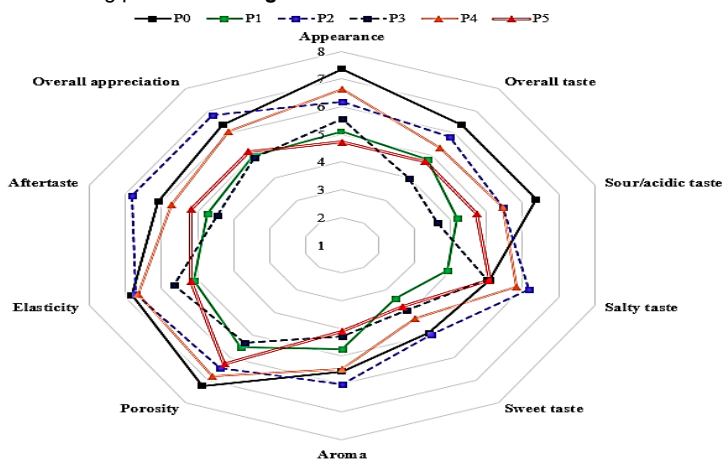 P0 P1 P2 P3 P4 P5
Appearance
8
7
6
5
4
3
2
1
Overall taste
Sour/acidic taste
Salty taste
Sweet taste
Aroma
Porosity
Elasticity
Aftertaste
Overall appreciation